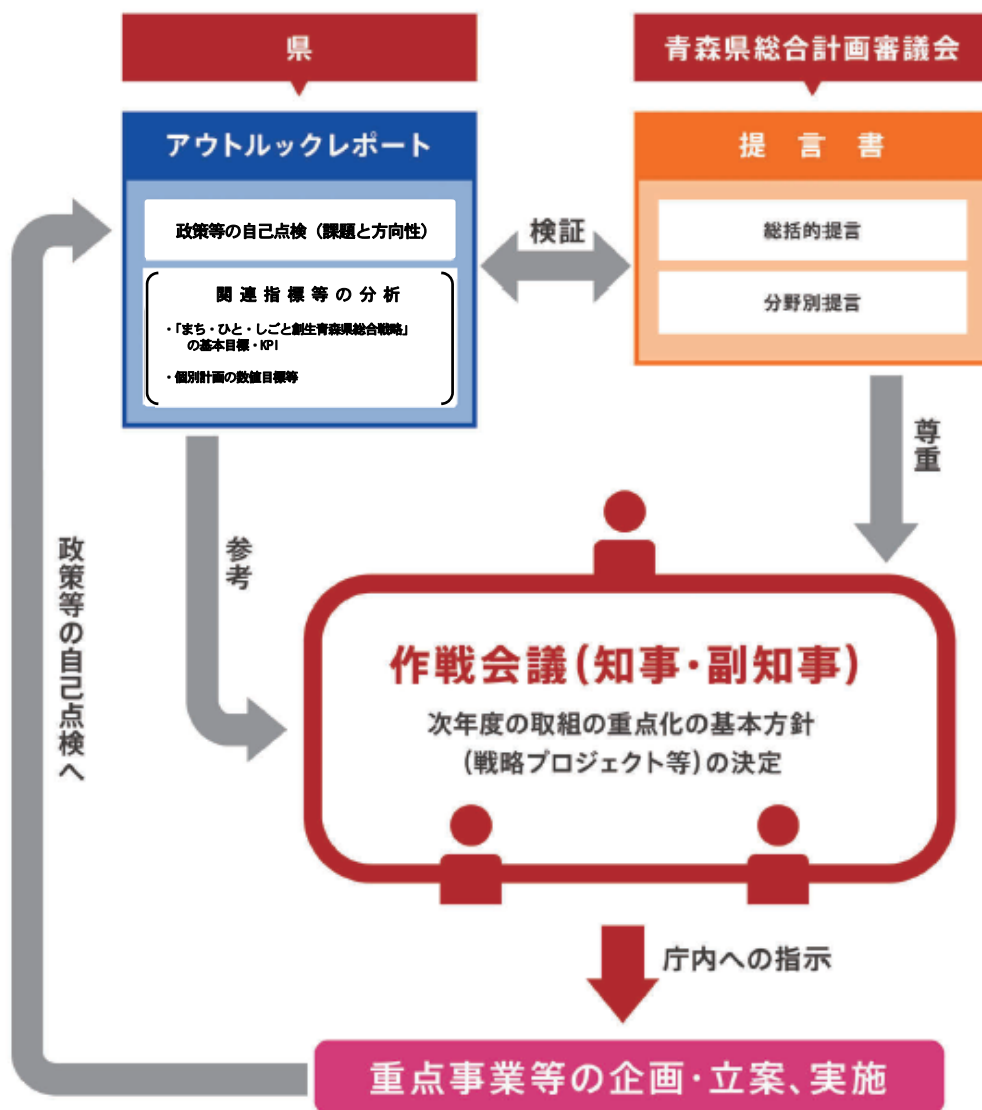 県
青森県総合計画審議会
アウトルックレポート
政策等の自己点検（課題と方向性）
関連指標等の分析
・「まち・ひと・しごと創生青森県総合戦略」
の基本目標・KPI
・個別計画の数値目標等
検証
提言書
総括的提言
分野別提言
尊重
参考
政策等の自己点検へ
作戦会議(知事・副知事)
次年度の取組の重点化の基本方針
(戦略プロジェクト等)の決定
庁内への指示
重点事業等の企画・立案、実施